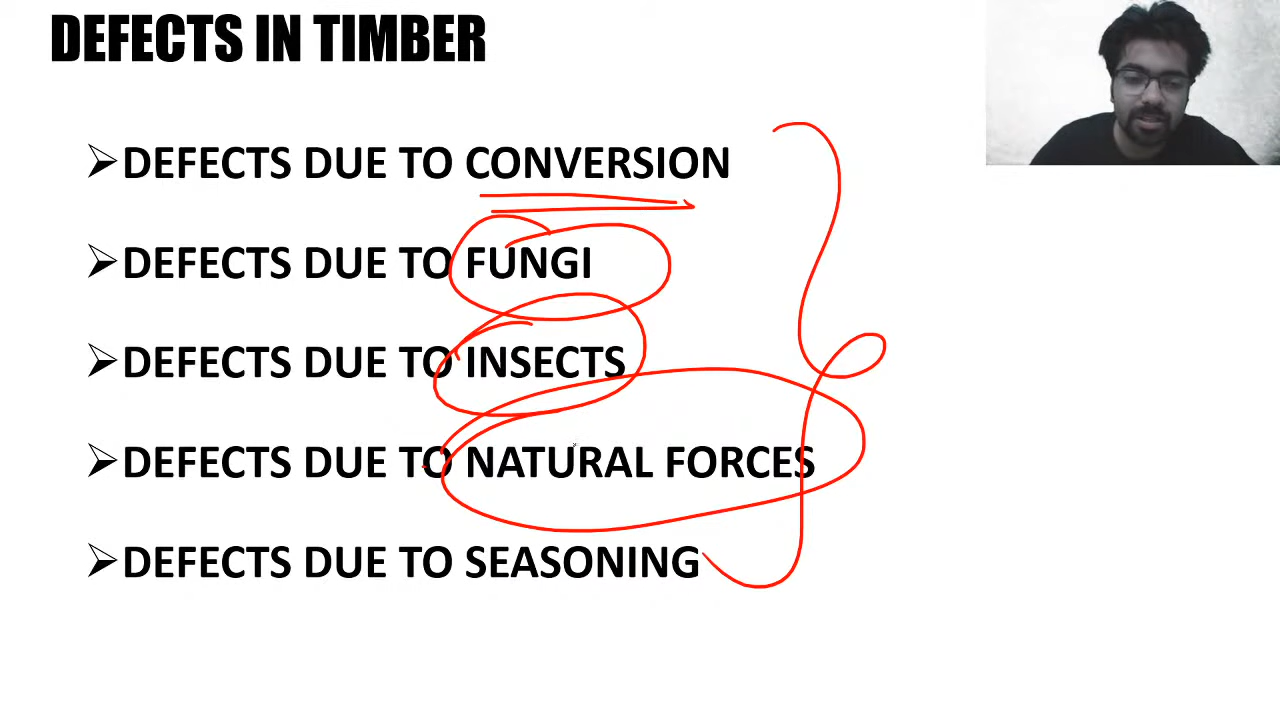 DEFECTS IN TIMBER
➢DEFECTS DUE TO CONVERSION
➢DEFECTS DUE TO FUNGI
➢DEFECTS DUE TO INSECTS
➢DEFECTS DUE TO NATURAL FORCES
➢DEFECTS DUE TO SEASONING